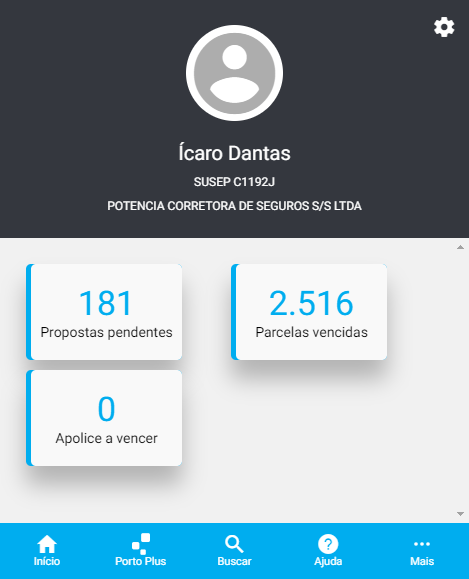 Ícaro Dantas
SUSEP C1192J
POTENCIA CORRETORA DE SEGUROS S/S LTDA
181
Propostas pendentes
2.516
Parcelas vencidas
0
Apolice a vencer
Início
Porto Plus
Buscar
Ajuda
Mais